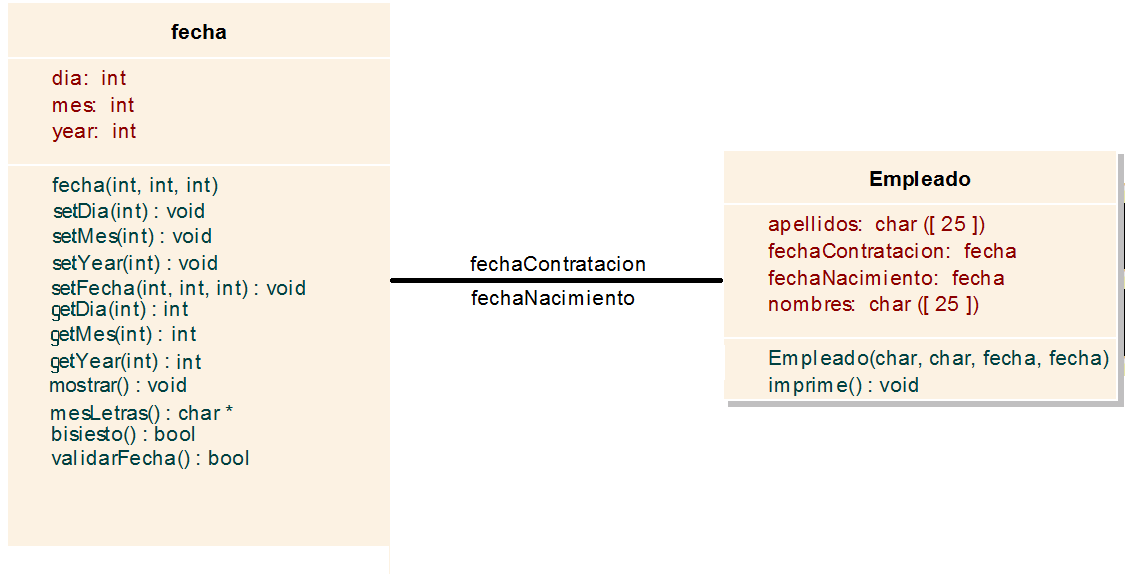 fecha
dia: int
mes: int
year: int
fecha(int, int, int)
setDia(int) : void
setMes(int) : void
setYear(int) : void
setFecha(int, int, int) : void
getDia(int) : int
getMes(int) : int
getYear(int) : int
mostrar() : void
mesLetras() : char *
bisiesto() : bool
validarFecha() : bool
fechaContratacion
fechaNacimiento
Empleado
apellidos: char ([ 25 ])
fechaContratacion: fecha
fechaNacimiento: fecha
nombres: char ([ 25 ])
Empleado(char, char, fecha, fecha)
imprime() : void